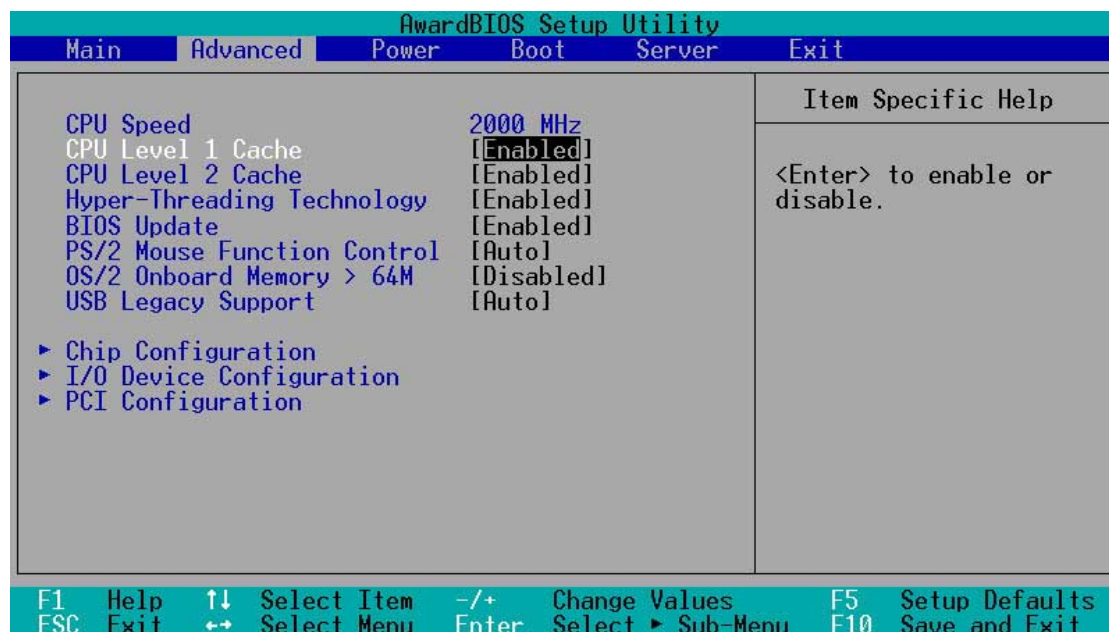 AwardBIOS Setup Utility
Main Advanced Power Boot Server Exit
CPU Speed 2000 MHz
CPU Level 1 Cache [Enabled]
CPU Level 2 Cache [Enabled]
Hyper-Threading Technology [Enabled]
BIOS Update [Enabled]
PS/2 Mouse Function Control [Auto]
OS/2 Onboard Memory > 64M [Disabled]
USB Legacy Support [Auto]
▸ Chip Configuration
▸ I/O Device Configuration
▸ PCI Configuration
Item Specific Help
<Enter> to enable or
disable.
F1 Help ↑↓ Select Item -/+ Change Values F5 Setup Defaults
ESC Exit ←→ Select Menu Enter Select ▸ Sub-Menu F10 Save and Exit